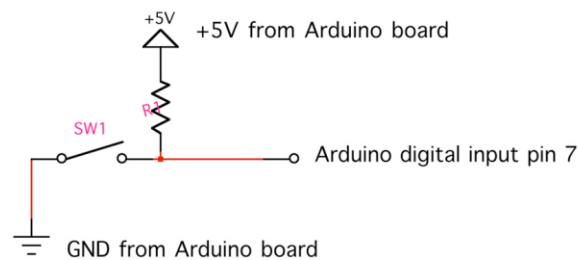 +5V
+5V from Arduino board
R1
SW1
Arduino digital input pin 7
GND from Arduino board